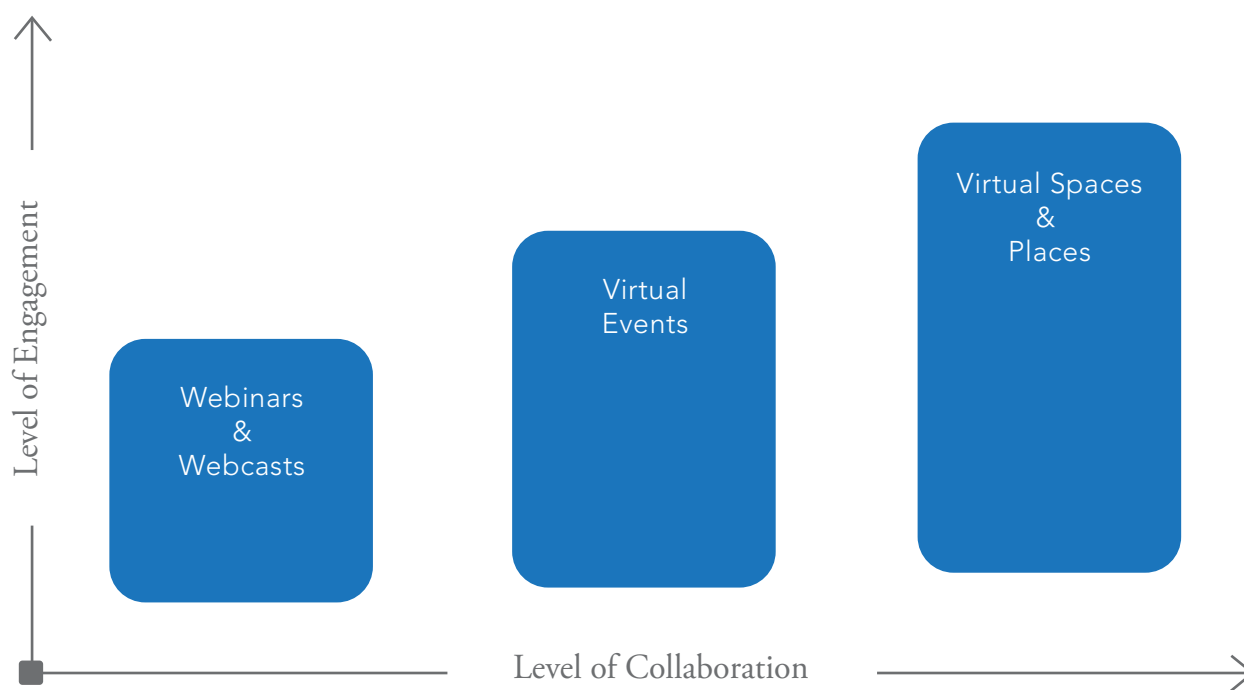 Level of Engagement
Webinars
&
Webcasts
Virtual
Events
Virtual Spaces
&
Places
Level of Collaboration